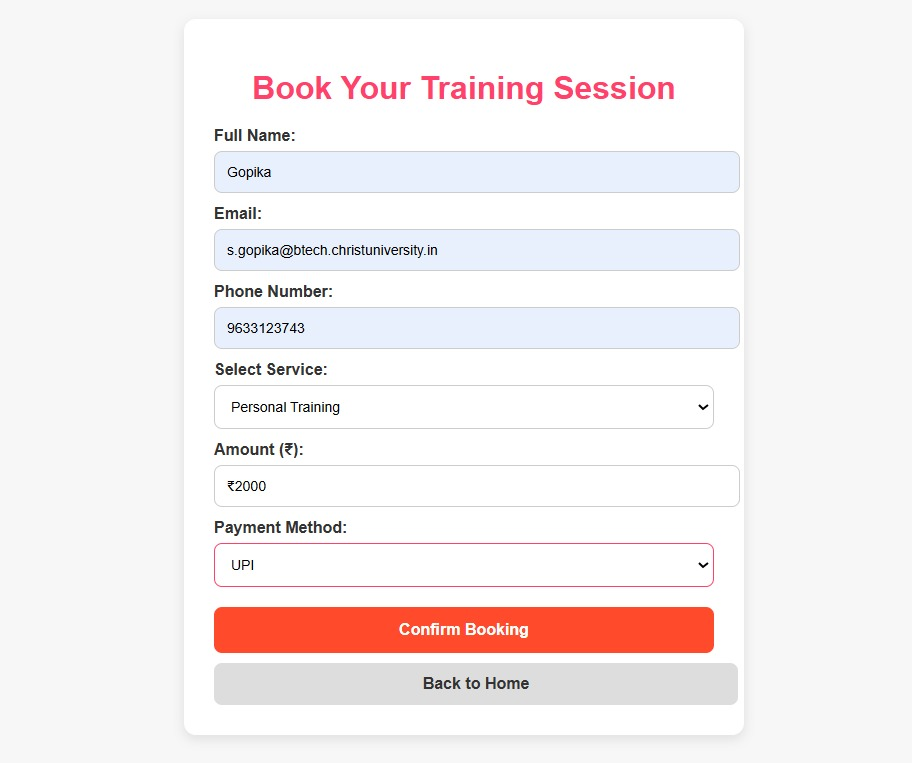 Book Your Training Session
Full Name:
Gopika
Email:
s.gopika@btech.christuniversity.in
Phone Number:
9633123743
Select Service:
Personal Training
Amount (₹):
₹2000
Payment Method:
UPI
Confirm Booking
Back to Home